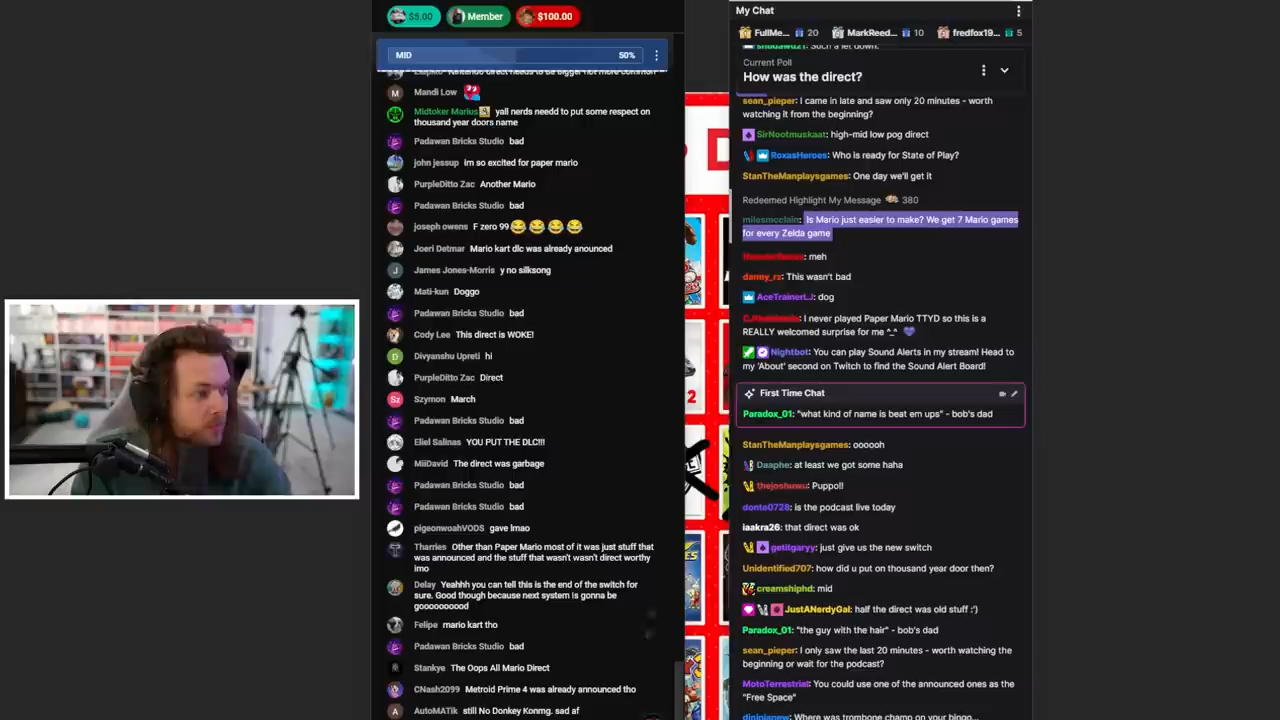 $5.00
Member
$100.00
MID
50%
Mandi Low
Midtoker Marius yall nerds needd to put some respect on
thousand year doors name
Padawan Bricks Studio bad
john jessup im so excited for paper mario
PurpleDitto Zac Another Mario
Padawan Bricks Studio bad
joseph owens F zero 99😂😂😂😂
Joeri Detmar Mario kart dlc was already anounced
James Jones-Morris y no silksong
Mati-kun Doggo
Padawan Bricks Studio bad
Cody Lee This direct is WOKE!
Divyanshu Upreti hi
PurpleDitto Zac Direct
Szymon March
Padawan Bricks Studio bad
Eliel Salinas YOU PUT THE DLC!!!
MiiDavid The direct was garbage
Padawan Bricks Studio bad
Padawan Bricks Studio bad
pigeonwoahVODS gave lmao
Tharries Other than Paper Mario most of it was just stuff that
was announced and the stuff that wasn't wasn't direct worthy
imo
Delay Yeahhh you can tell this is the end of the switch for
sure. Good though because next system is gonna be
goooooooood
Felipe mario kart tho
Padawan Bricks Studio bad
Stankye The Oops All Mario Direct
CNash2099 Metroid Prime 4 was already announced tho
AutoMATik still No Donkey Konmg. sad af
My Chat
FullMe... 20
MarkReed... 10
fredfox19... 5
Such a let down.
Current Poll
How was the direct?
sean_pieper: I came in late and saw only 20 minutes - worth
watching it from the beginning?
SirNootmuskaat: high-mid low pog direct
RoxasHeroes: Who is ready for State of Play?
StanTheManplaysgames: One day we'll get it
Redeemed Highlight My Message 380
milesmcclain: Is Mario just easier to make? We get 7 Mario games
for every Zelda game
meh
danny_rz: This wasn't bad
AceTrainerLJ: dog
I never played Paper Mario TTYD so this is a
REALLY welcomed surprise for me ^_^ 💜
Nightbot: You can play Sound Alerts in my stream! Head to
my 'About' second on Twitch to find the Sound Alert Board!
First Time Chat
Paradox_01: "what kind of name is beat em ups" - bob's dad
StanTheManplaysgames: oooooh
Daaphe: at least we got some haha
thejoshuwu: Puppo!!
donte0728: is the podcast live today
iaakra26: that direct was ok
getitgaryy: just give us the new switch
Unidentified707: how did u put on thousand year door then?
creamshiphd: mid
JustANerdyGal: half the direct was old stuff :')
Paradox_01: "the guy with the hair" - bob's dad
sean_pieper: I only saw the last 20 minutes - worth watching the
beginning or wait for the podcast?
MotoTerrestrial: You could use one of the announced ones as the
"Free Space"
Where was trombone champ on your bingo...